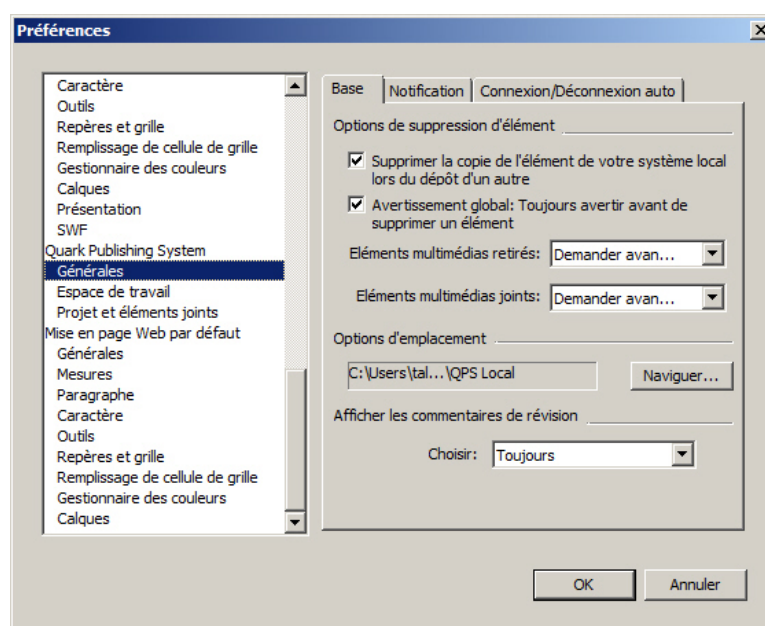 Préférences
Caractère
Outils
Repères et grille
Remplissage de cellule de grille
Gestionnaire des couleurs
Calques
Présentation
SWF
Quark Publishing System
Générales
Espace de travail
Projet et éléments joints
Mise en page Web par défaut
Générales
Mesures
Paragraphe
Caractère
Outils
Repères et grille
Remplissage de cellule de grille
Gestionnaire des couleurs
Calques
Base Notification Connexion/Déconnexion auto
Options de suppression d'élément
Supprimer la copie de l'élément de votre système local
lors du dépôt d'un autre
Avertissement global: Toujours avertir avant de
supprimer un élément
Eléments multimédias retirés: Demander avan...
Eléments multimédias joints: Demander avan...
Options d'emplacement
C:\Users\tal...\QPS Local Naviguer...
Afficher les commentaires de révision
Choisir: Toujours
OK Annuler